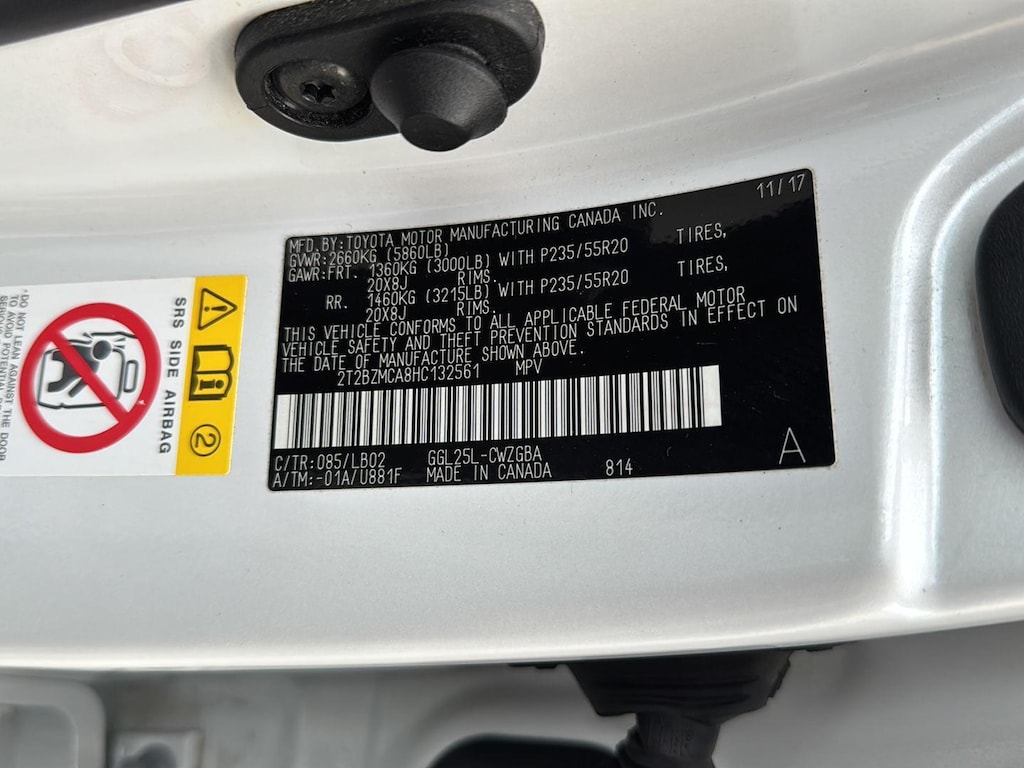 11/17
MFD.BY:TOYOTA MOTOR MANUFACTURING CANADA INC.
GVWR:2660KG (5860LB)
GAWR:FRT. 1360KG (3000LB) WITH P235/55R20 TIRES,
20X8J RIMS.
RR. 1460KG (3215LB) WITH P235/55R20 TIRES,
20X8J RIMS.
THIS VEHICLE CONFORMS TO ALL APPLICABLE FEDERAL MOTOR
VEHICLE SAFETY AND THEFT PREVENTION STANDARDS IN EFFECT ON
THE DATE OF MANUFACTURE SHOWN ABOVE.
2T2BZMCA8HC132561 MPV
C/TR:085/LB02 GGL25L-CWZGBA
A/TM:-01A/U881F MADE IN CANADA 814
A
2
SRS SIDE AIRBAG
DO NOT LEAN AGAINST THE DOOR
TO AVOID POTENTIAL